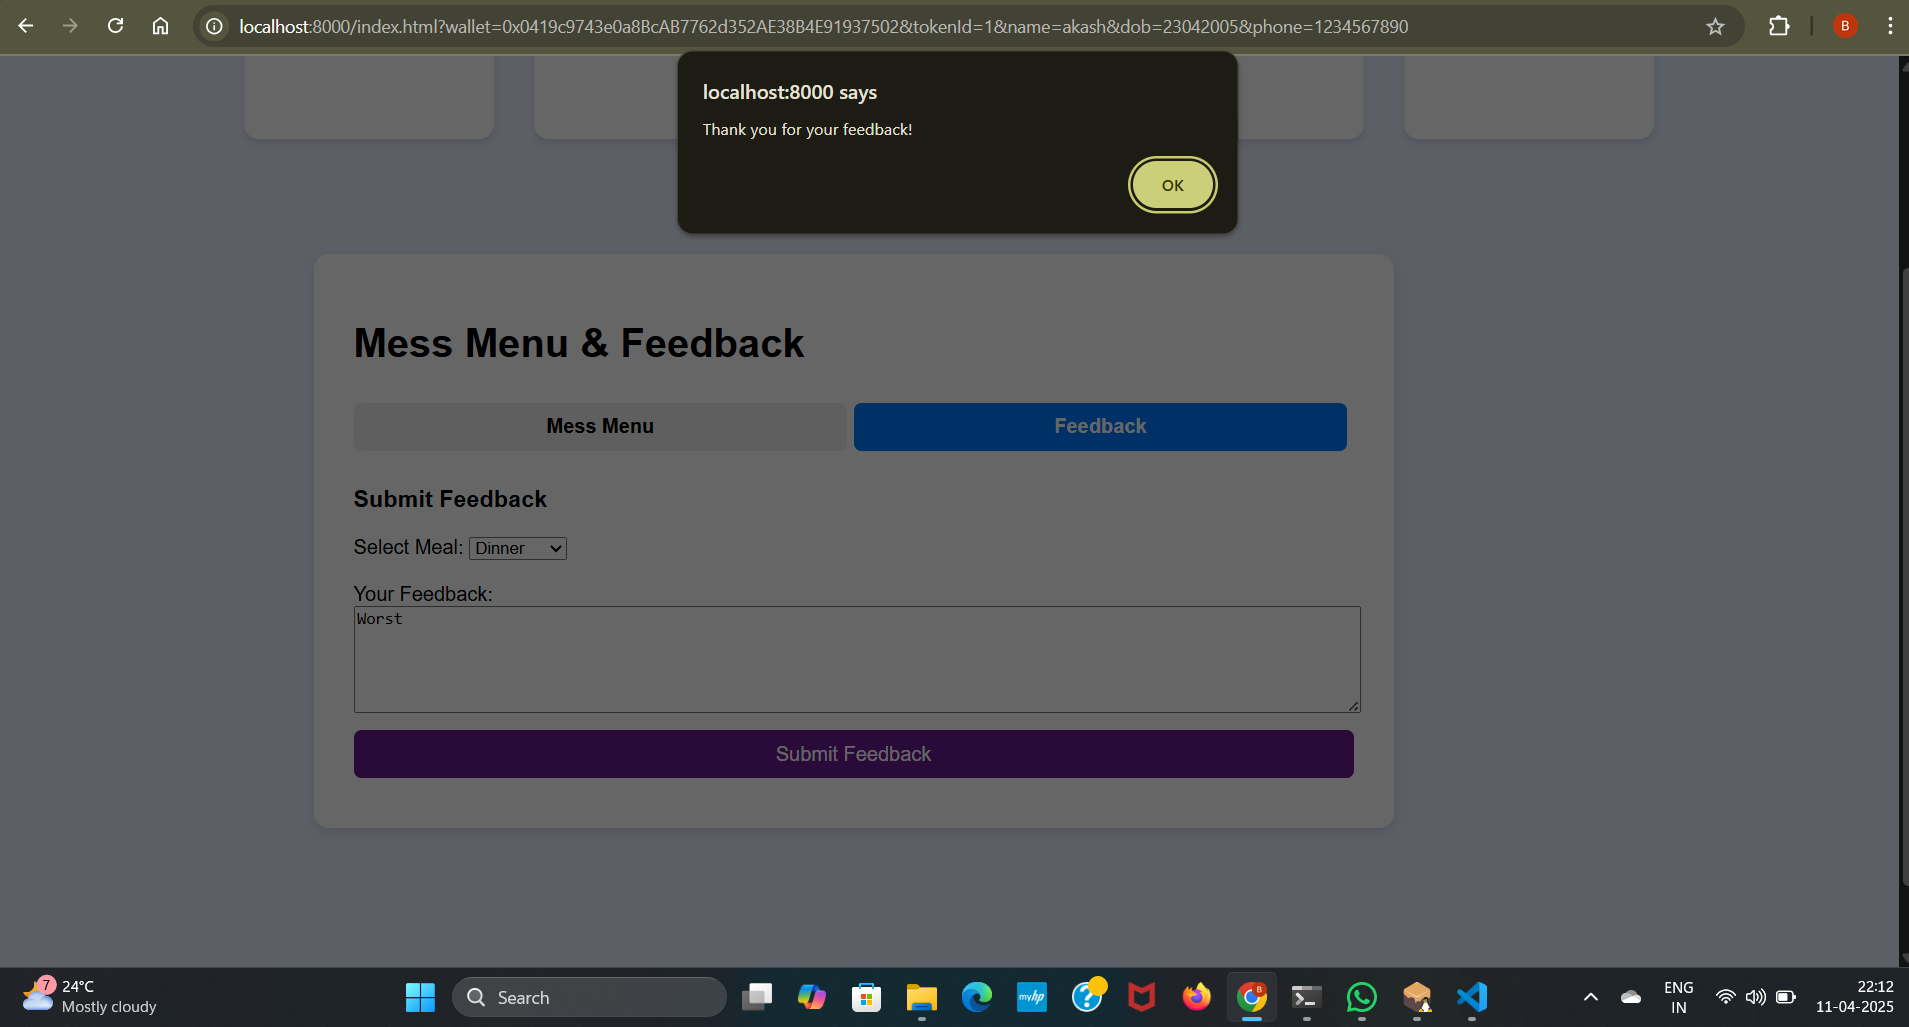 localhost:8000/index.html?wallet=0x0419c9743e0a8BcAB7762d352AE38B4E91937502&tokenId=1&name=akash&dob=23042005&phone=1234567890
B
localhost:8000 says
Thank you for your feedback!
OK
Mess Menu & Feedback
Mess Menu
Feedback
Submit Feedback
Select Meal: Dinner
Your Feedback:
Worst
Submit Feedback
7
24°C
Mostly cloudy
Search
myhp
?
B
ENG
IN
22:12
11-04-2025